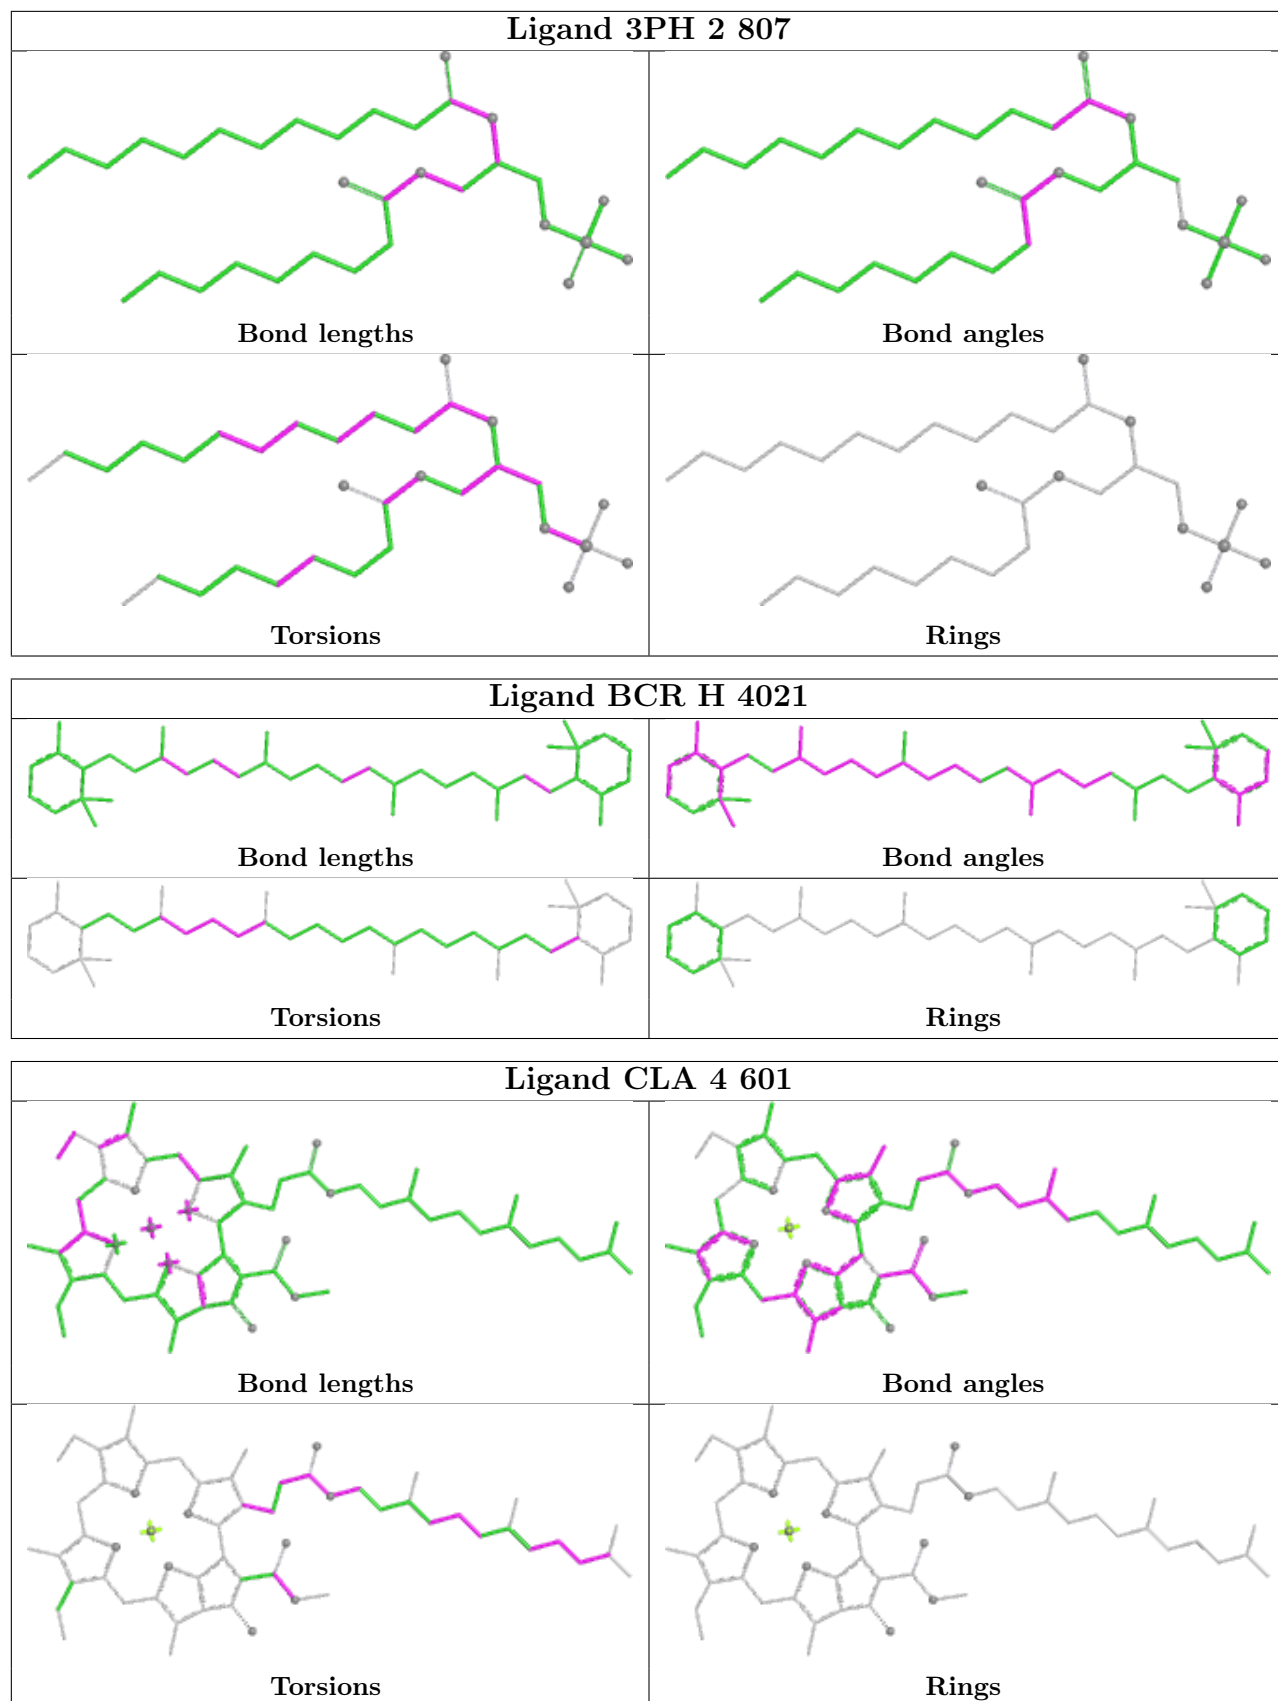 Ligand 3PH 2 807
Bond lengths
Bond angles
Torsions
Rings
Ligand BCR H 4021
Bond lengths
Bond angles
Torsions
Rings
Ligand CLA 4 601
Bond lengths
Bond angles
Torsions
Rings